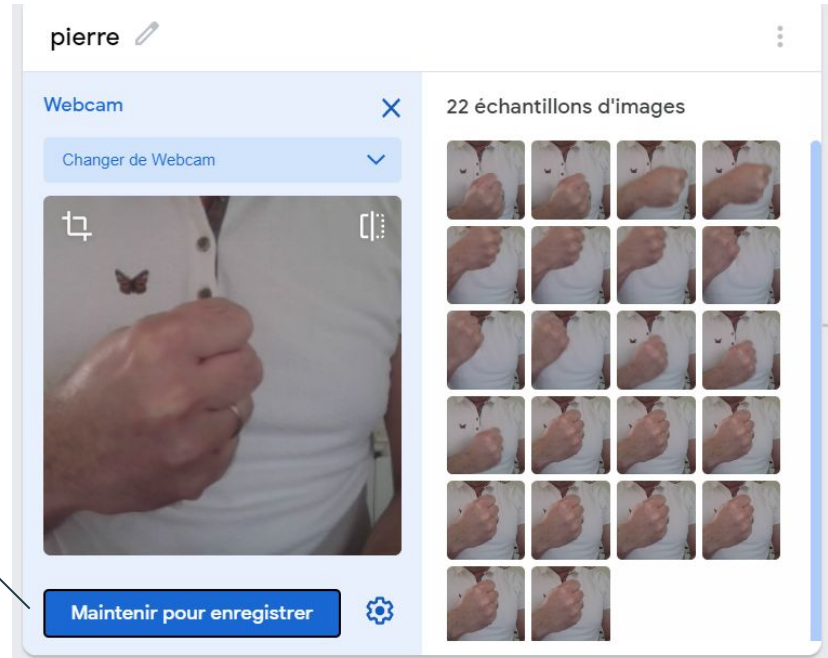 pierre
Webcam
Changer de Webcam
Maintenir pour enregistrer
22 échantillons d'images